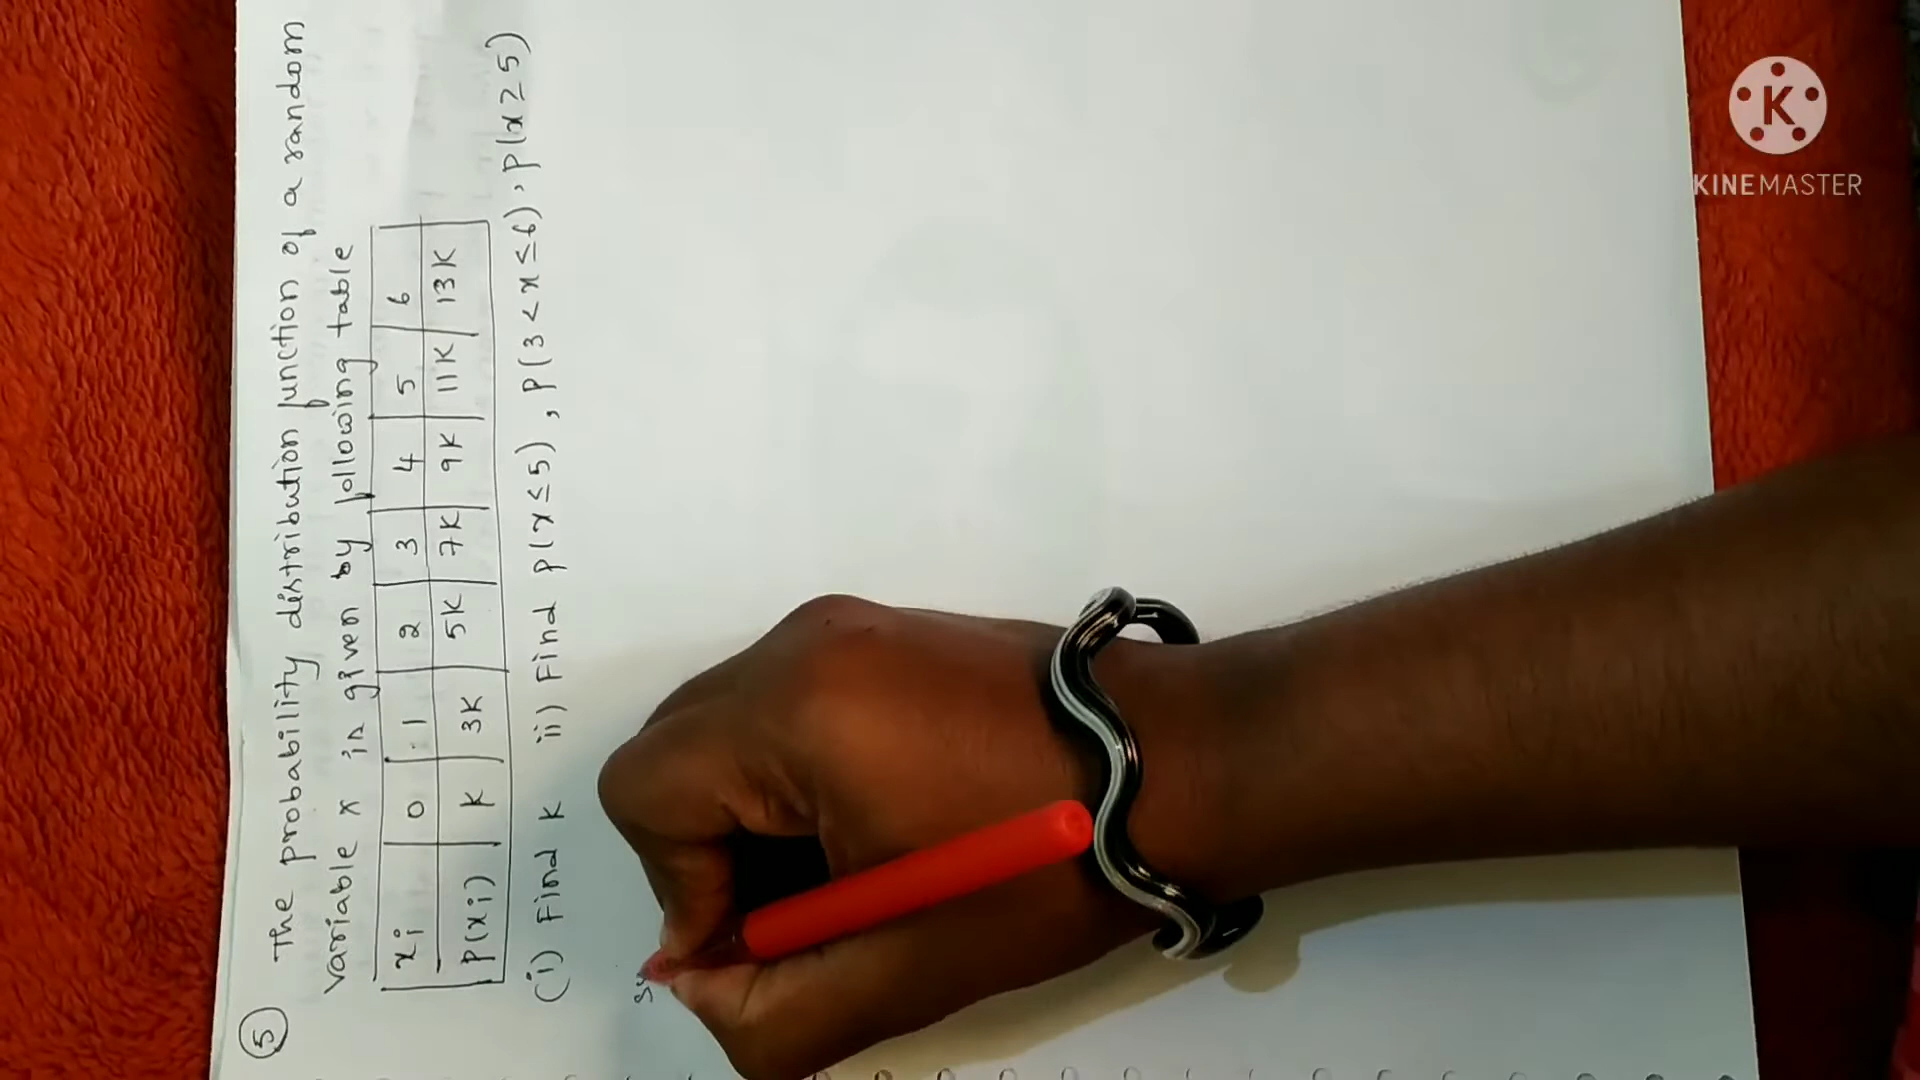 5 The probability distribution function of a random
variable x is given by following table
xi 0 1 2 3 4 5 6
P(xi) K 3K 5K 7K 9K 11K 13K
(i) Find K ii) Find P(x≤5), P(3<x≤6), P(x≥5)
KINEMASTER